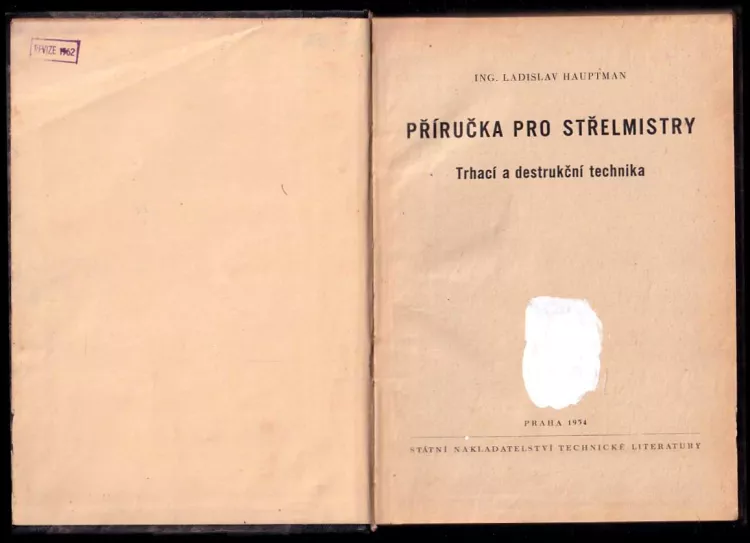 REVIZE 1962
ING. LADISLAV HAUPTMAN
PŘÍRUČKA PRO STŘELMISTRY
Trhací a destrukční technika
PRAHA 1954
STÁTNÍ NAKLADATELSTVÍ TECHNICKÉ LITERATURY